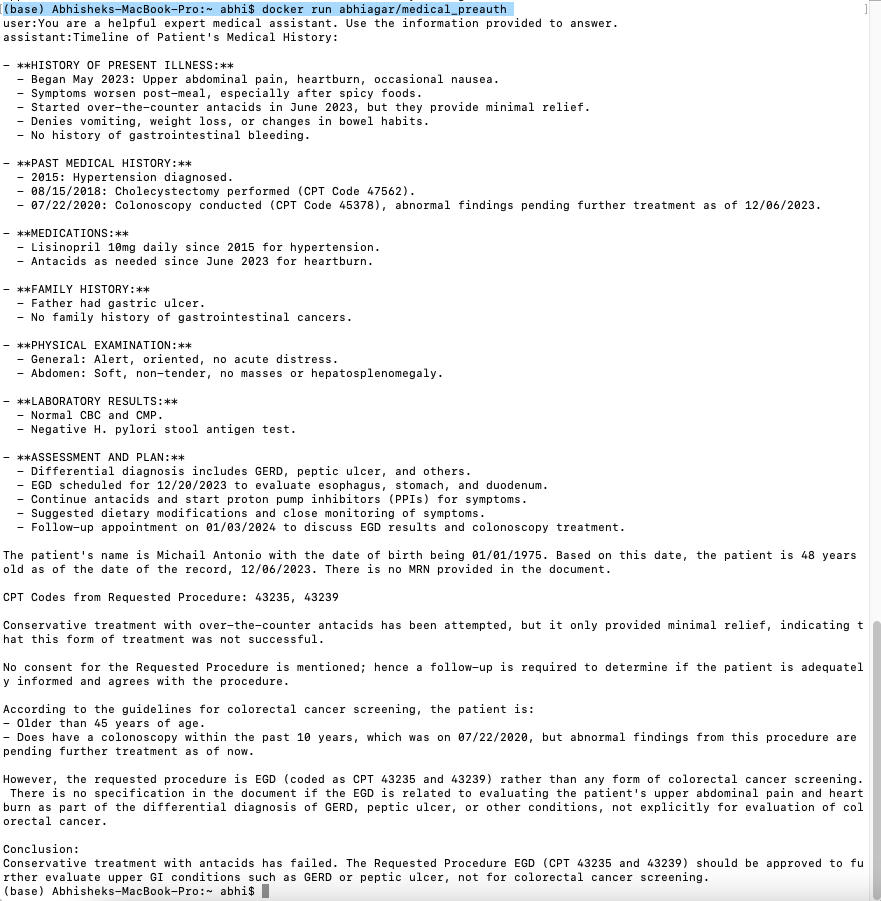 (base) Abhisheks-MacBook-Pro:~ abhi$ docker run abhiagar/medical_preauth
user:You are a helpful expert medical assistant. Use the information provided to answer.
assistant:Timeline of Patient's Medical History:

- **HISTORY OF PRESENT ILLNESS:**
  - Began May 2023: Upper abdominal pain, heartburn, occasional nausea.
  - Symptoms worsen post-meal, especially after spicy foods.
  - Started over-the-counter antacids in June 2023, but they provide minimal relief.
  - Denies vomiting, weight loss, or changes in bowel habits.
  - No history of gastrointestinal bleeding.

- **PAST MEDICAL HISTORY:**
  - 2015: Hypertension diagnosed.
  - 08/15/2018: Cholecystectomy performed (CPT Code 47562).
  - 07/22/2020: Colonoscopy conducted (CPT Code 45378), abnormal findings pending further treatment as of 12/06/2023.

- **MEDICATIONS:**
  - Lisinopril 10mg daily since 2015 for hypertension.
  - Antacids as needed since June 2023 for heartburn.

- **FAMILY HISTORY:**
  - Father had gastric ulcer.
  - No family history of gastrointestinal cancers.

- **PHYSICAL EXAMINATION:**
  - General: Alert, oriented, no acute distress.
  - Abdomen: Soft, non-tender, no masses or hepatosplenomegaly.

- **LABORATORY RESULTS:**
  - Normal CBC and CMP.
  - Negative H. pylori stool antigen test.

- **ASSESSMENT AND PLAN:**
  - Differential diagnosis includes GERD, peptic ulcer, and others.
  - EGD scheduled for 12/20/2023 to evaluate esophagus, stomach, and duodenum.
  - Continue antacids and start proton pump inhibitors (PPIs) for symptoms.
  - Suggested dietary modifications and close monitoring of symptoms.
  - Follow-up appointment on 01/03/2024 to discuss EGD results and colonoscopy treatment.

The patient's name is Michail Antonio with the date of birth being 01/01/1975. Based on this date, the patient is 48 years
old as of the date of the record, 12/06/2023. There is no MRN provided in the document.

CPT Codes from Requested Procedure: 43235, 43239

Conservative treatment with over-the-counter antacids has been attempted, but it only provided minimal relief, indicating t
hat this form of treatment was not successful.

No consent for the Requested Procedure is mentioned; hence a follow-up is required to determine if the patient is adequatel
y informed and agrees with the procedure.

According to the guidelines for colorectal cancer screening, the patient is:
- Older than 45 years of age.
- Does have a colonoscopy within the past 10 years, which was on 07/22/2020, but abnormal findings from this procedure are
pending further treatment as of now.

However, the requested procedure is EGD (coded as CPT 43235 and 43239) rather than any form of colorectal cancer screening.
 There is no specification in the document if the EGD is related to evaluating the patient's upper abdominal pain and heart
burn as part of the differential diagnosis of GERD, peptic ulcer, or other conditions, not explicitly for evaluation of col
orectal cancer.

Conclusion:
Conservative treatment with antacids has failed. The Requested Procedure EGD (CPT 43235 and 43239) should be approved to fu
rther evaluate upper GI conditions such as GERD or peptic ulcer, not for colorectal cancer screening.
(base) Abhisheks-MacBook-Pro:~ abhi$